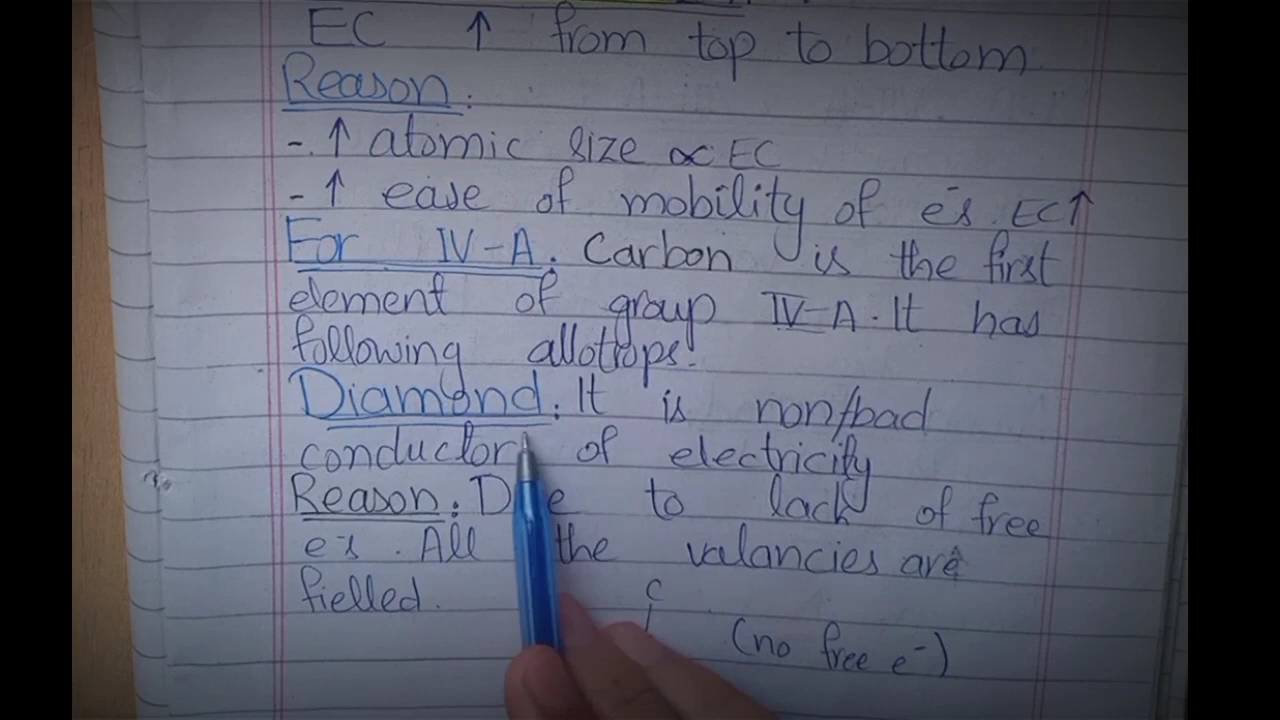 EC ↑ from top to bottom
Reason:
-. ↑ atomic size ∝ EC
- ↑ ease of mobility of e's. EC↑
For IV-A. Carbon is the first
element of group IV-A. It has
following allotrops.
Diamond. It is non/bad
conductor of electricity
Reason. Due to lack of free
e's. All the valancies are
fielled.
C
(no free e⁻)